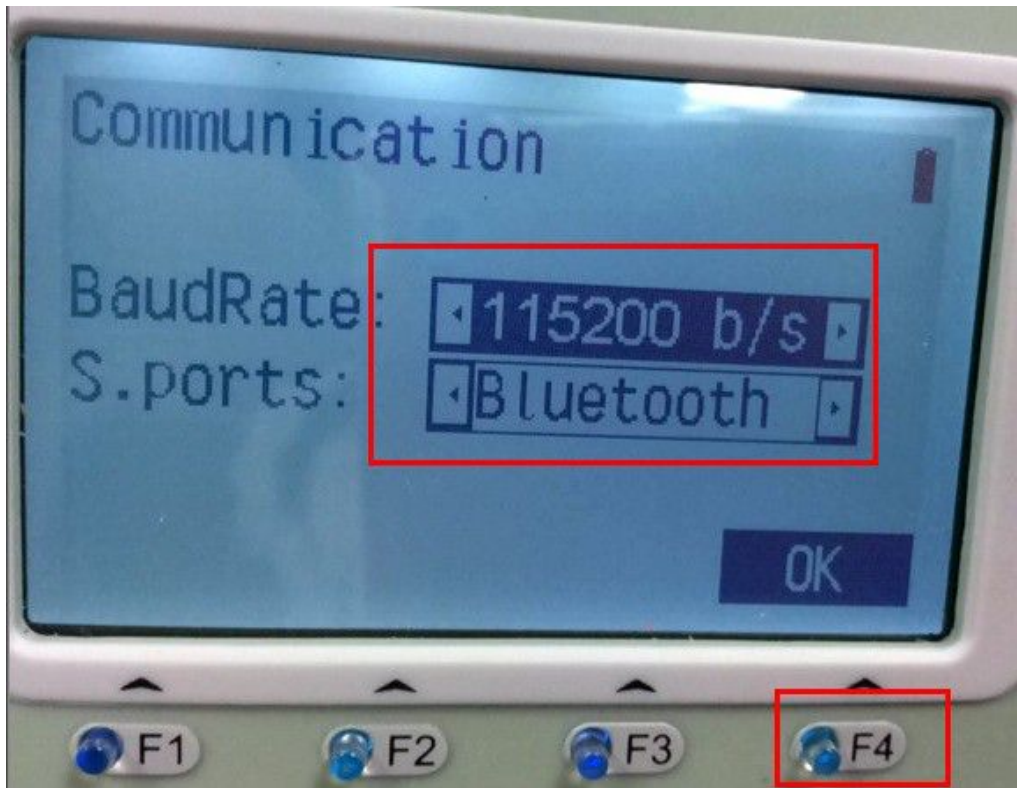 Communication
BaudRate: 115200 b/s
S.ports: Bluetooth
OK
F1 F2 F3 F4